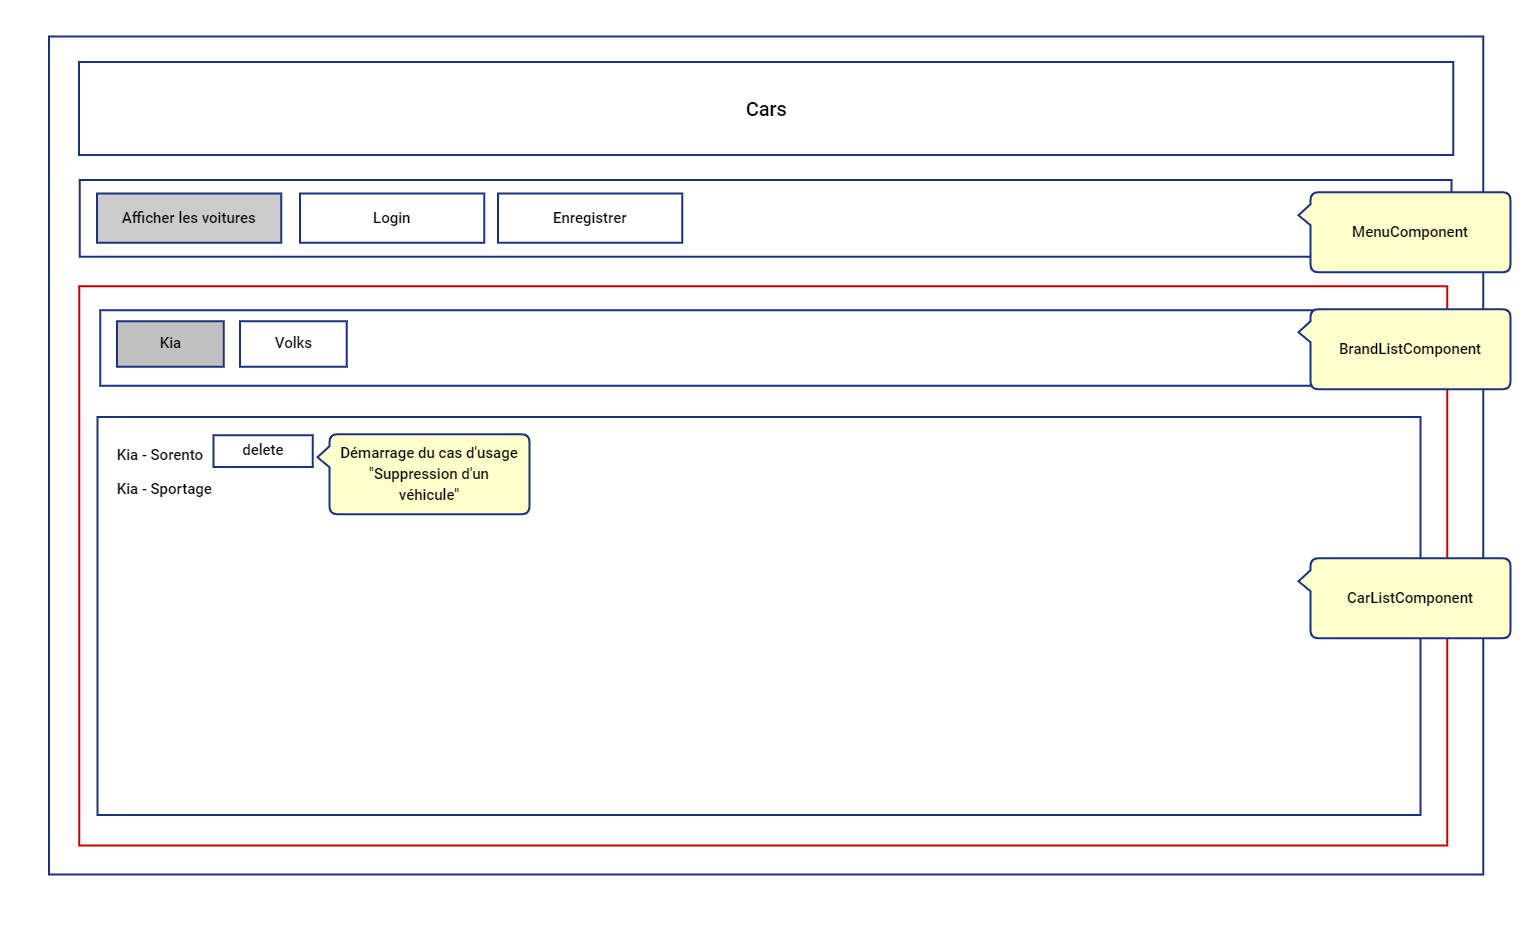 Cars
Afficher les voitures
Login
Enregistrer
MenuComponent
Kia
Volks
BrandListComponent
Kia - Sorento
delete
Démarrage du cas d'usage
"Suppression d'un
véhicule"
Kia - Sportage
CarListComponent